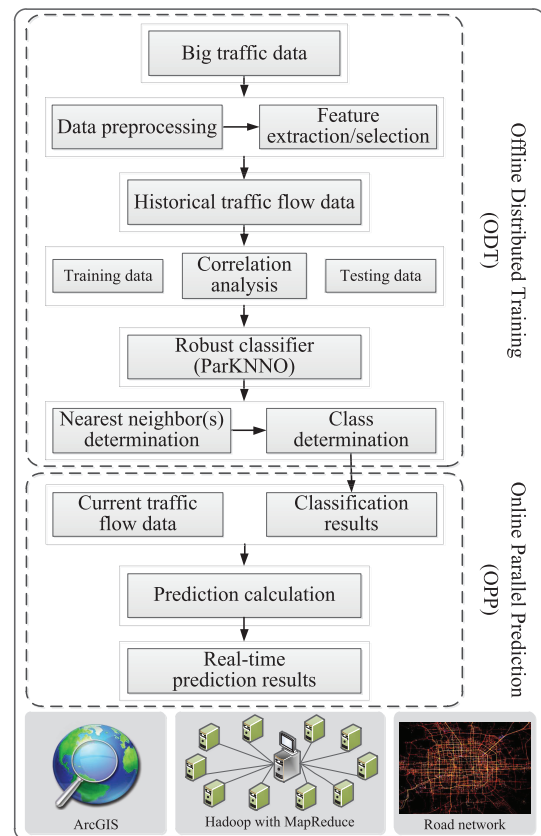 Big traffic data
Data preprocessing
Feature
extraction/selection
Historical traffic flow data
Training data
Correlation
analysis
Testing data
Robust classifier
(ParKNNO)
Nearest neighbor(s)
determination
Class
determination
Offline Distributed Training
(ODT)
Current traffic
flow data
Classification
results
Prediction calculation
Real-time
prediction results
Online Parallel Prediction
(OPP)
ArcGIS
Hadoop with MapReduce
Road network